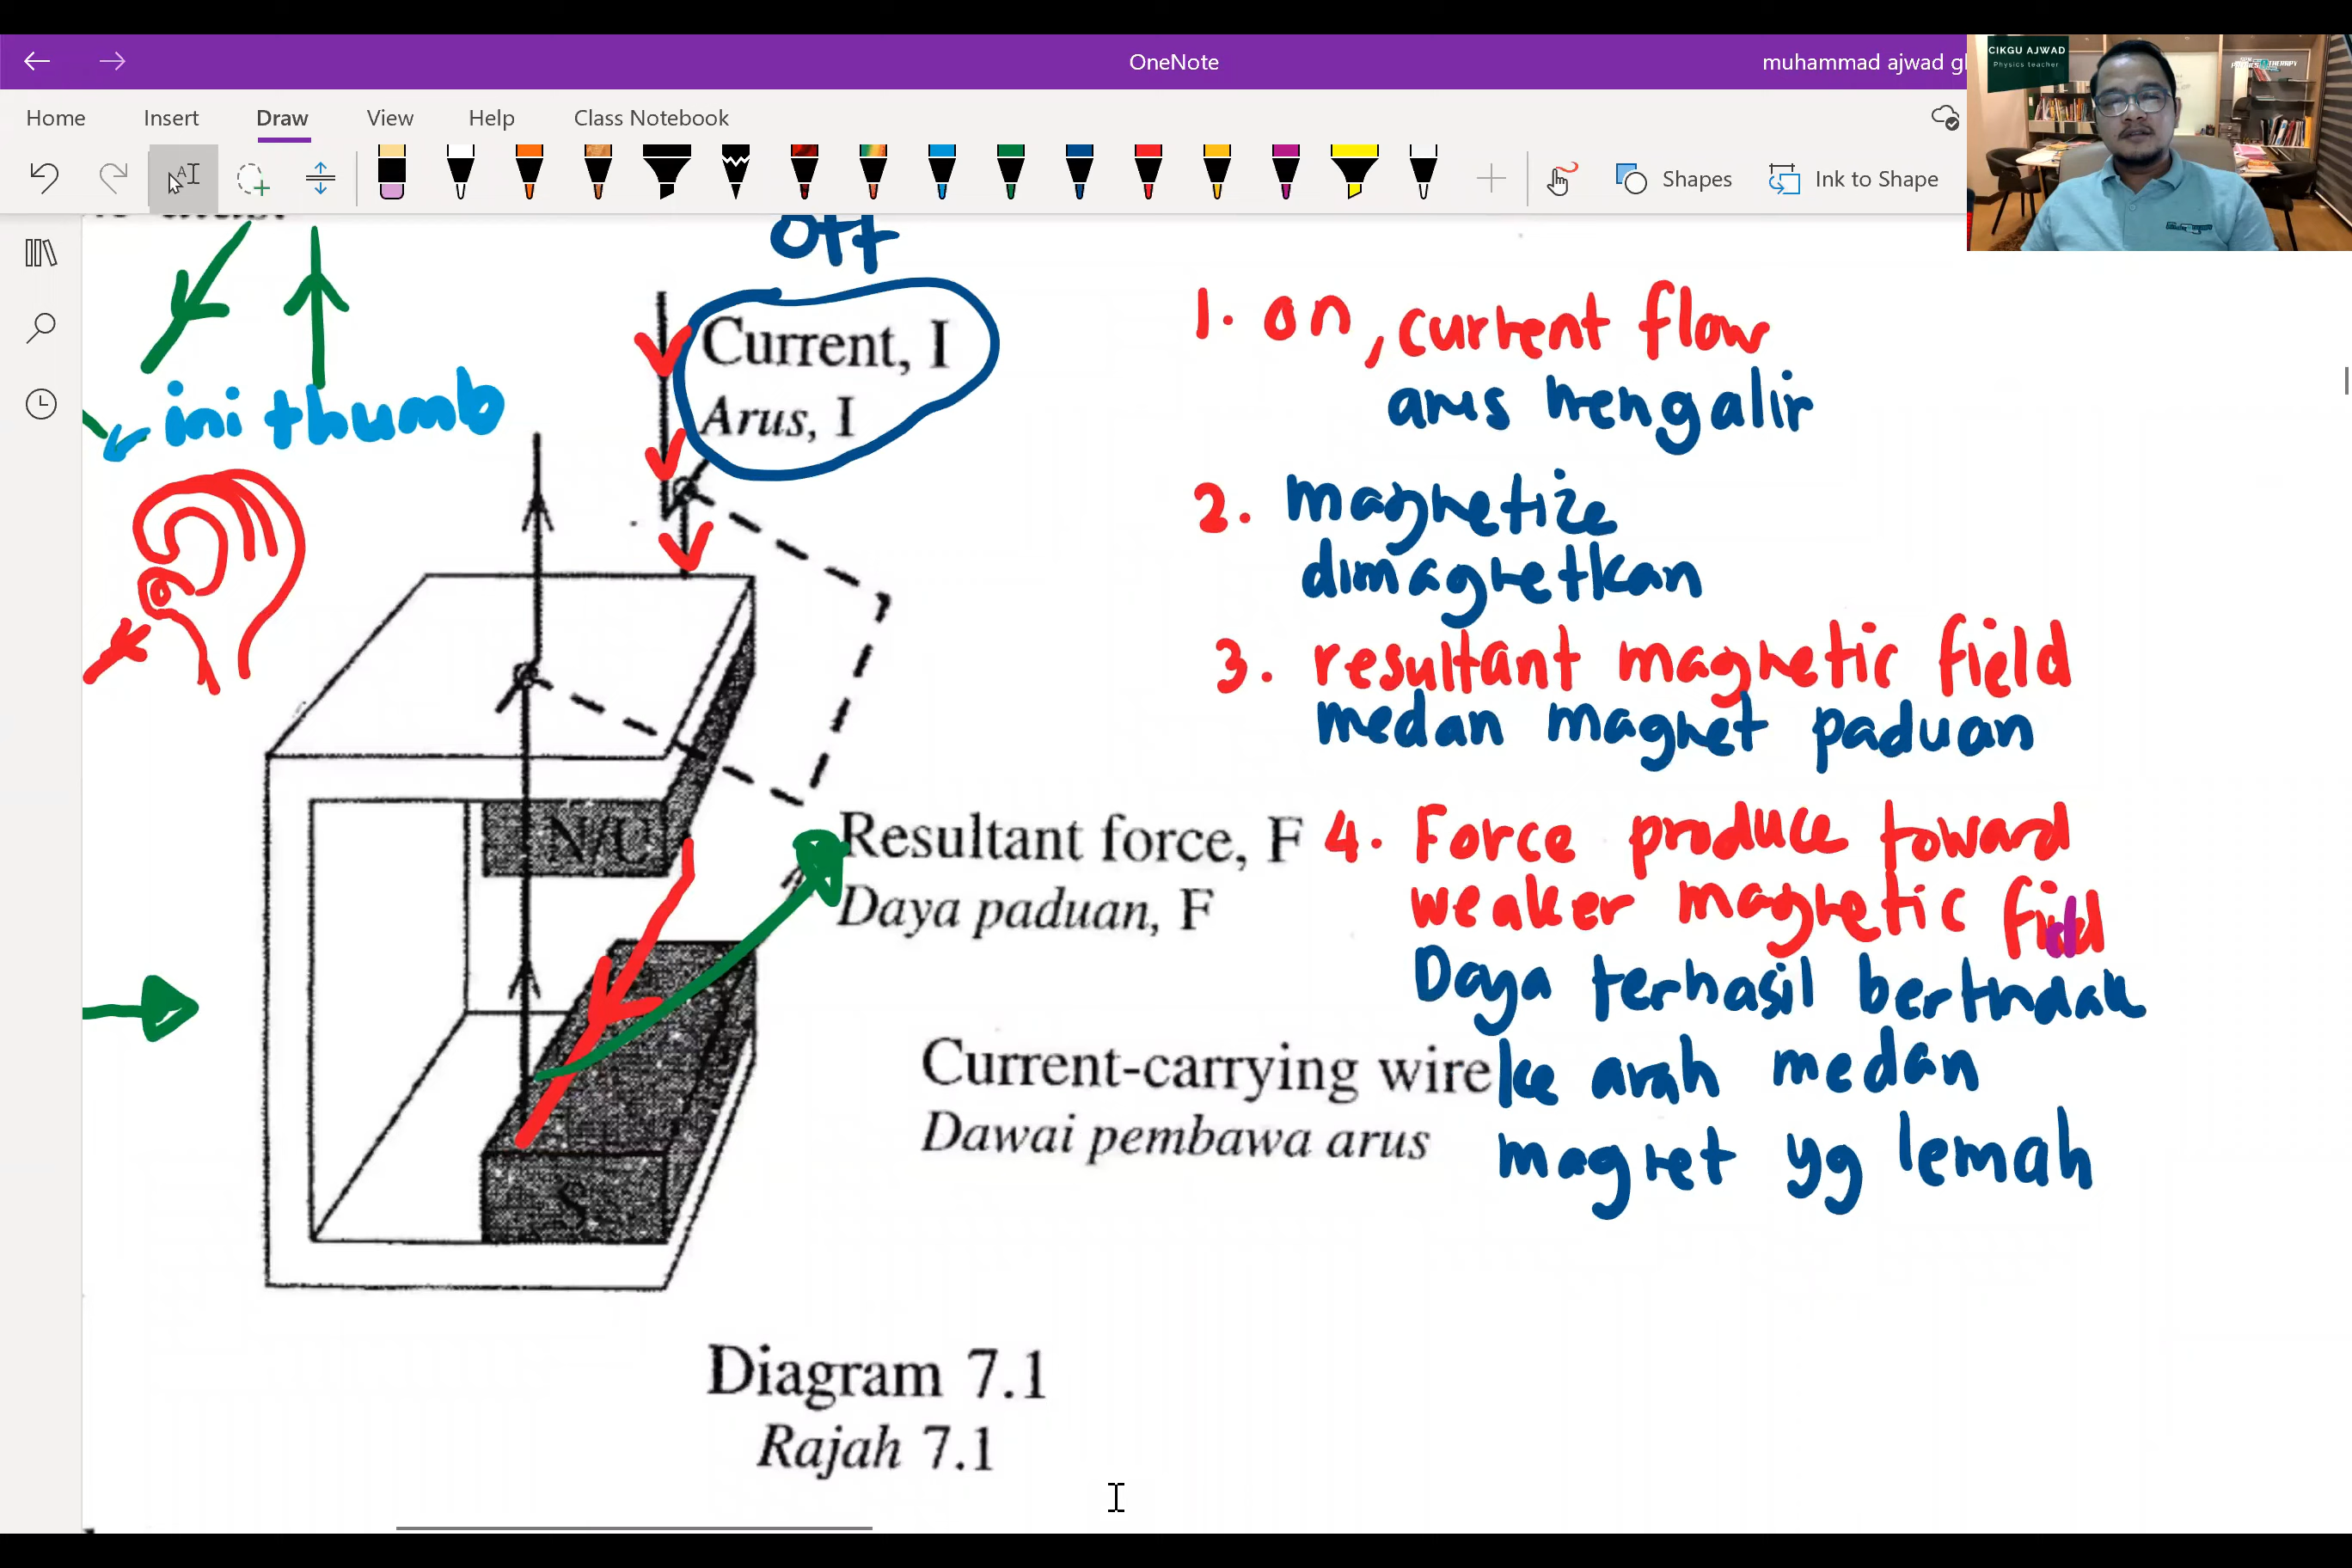 OneNote
muhammad ajwad gl
CIKGU AJWAD
Physics teacher
Home
Insert
Draw
View
Help
Class Notebook
Shapes
Ink to Shape
off
Current, I
Arus, I
ini thumb
1. on, current flow
arus mengalir
2. magnetize
dimagnetkan
3. resultant magnetic field
medan magnet paduan
N/U
Resultant force, F
Daya paduan, F
4. Force produce toward
weaker magnetic field
Daya terhasil bertindak
ke arah medan
magnet yg lemah
Current-carrying wire
Dawai pembawa arus
S
Diagram 7.1
Rajah 7.1